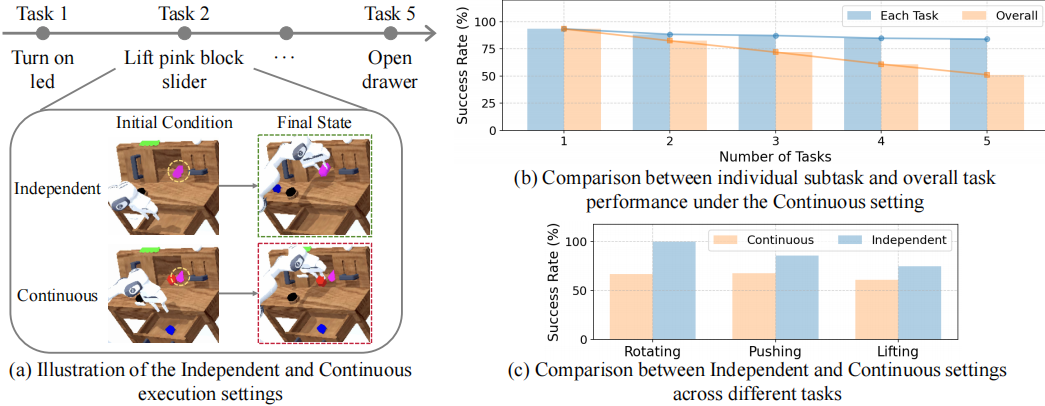 Task 1
Task 2
Task 5
Turn on
led
Lift pink block
slider
...
Open
drawer
Initial Condition
Final State
Independent
Continuous
(a) Illustration of the Independent and Continuous
execution settings
Success Rate (%)
100
75
50
25
0
Each Task
Overall
1
2
3
4
5
Number of Tasks
(b) Comparison between individual subtask and overall task
performance under the Continuous setting
Success Rate (%)
100
50
0
Continuous
Independent
Rotating
Pushing
Lifting
(c) Comparison between Independent and Continuous settings
across different tasks